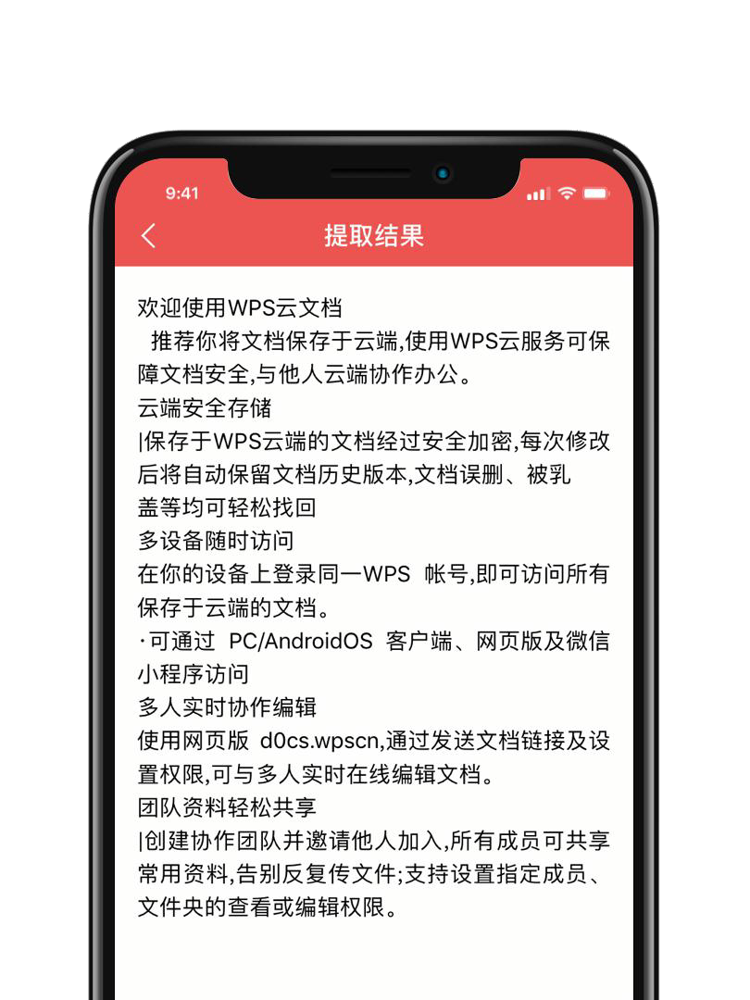 9:41
提取结果
欢迎使用WPS云文档
推荐你将文档保存于云端,使用WPS云服务可保
障文档安全,与他人云端协作办公。
云端安全存储
|保存于WPS云端的文档经过安全加密,每次修改
后将自动保留文档历史版本,文档误删、被乳
盖等均可轻松找回
多设备随时访问
在你的设备上登录同一WPS 帐号,即可访问所有
保存于云端的文档。
·可通过 PC/AndroidOS 客户端、网页版及微信
小程序访问
多人实时协作编辑
使用网页版 d0cs.wpscn,通过发送文档链接及设
置权限,可与多人实时在线编辑文档。
团队资料轻松共享
|创建协作团队并邀请他人加入,所有成员可共享
常用资料,告别反复传文件;支持设置指定成员、
文件夹的查看或编辑权限。